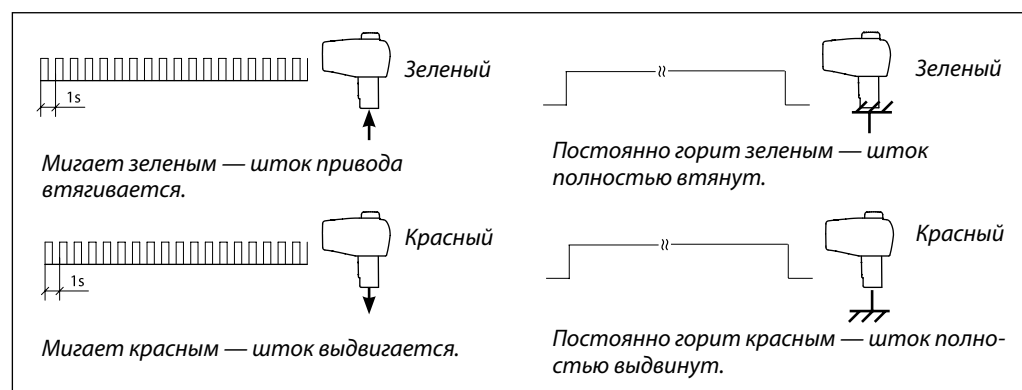 Зеленый
1s
Мигает зеленым — шток привода
втягивается.
Зеленый
Постоянно горит зеленым — шток
полностью втянут.
Красный
1s
Мигает красным — шток выдвигается.
Красный
Постоянно горит красным — шток полно-
стью выдвинут.